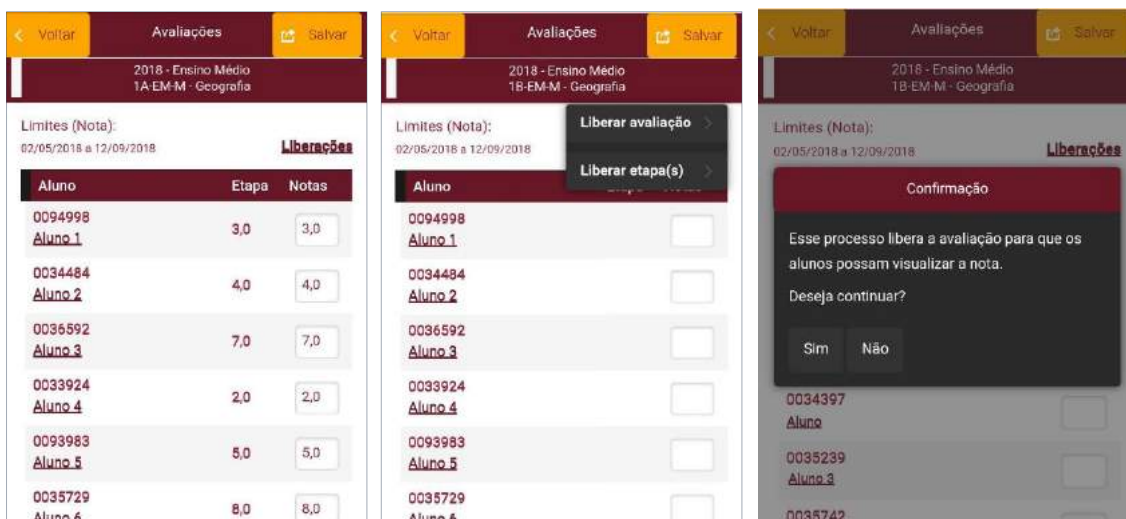 Voltar
Avaliações
Salvar
2018 - Ensino Médio
1A-EM-M - Geografia
Limites (Nota):
02/05/2018 a 12/09/2018
Liberações
Aluno Etapa Notas
0094998
Aluno 1
3,0 3,0
0034484
Aluno 2
4,0 4,0
0036592
Aluno 3
7,0 7,0
0033924
Aluno 4
2,0 2,0
0093983
Aluno 5
5,0 5,0
0035729
Aluno 6
8,0 8,0
Voltar
Avaliações
Salvar
2018 - Ensino Médio
1B-EM-M - Geografia
Limites (Nota):
02/05/2018 a 12/09/2018
Liberar avaliação
Liberar etapa(s)
Aluno
0094998
Aluno 1
0034484
Aluno 2
0036592
Aluno 3
0033924
Aluno 4
0093983
Aluno 5
0035729
Aluno 6
Voltar
Avaliações
Salvar
2018 - Ensino Médio
1B-EM-M - Geografia
Limites (Nota):
02/05/2018 a 12/09/2018
Liberações
Confirmação
Esse processo libera a avaliação para que os
alunos possam visualizar a nota.
Deseja continuar?
Sim Não
0034397
Aluno
0035239
Aluno 3
0035742